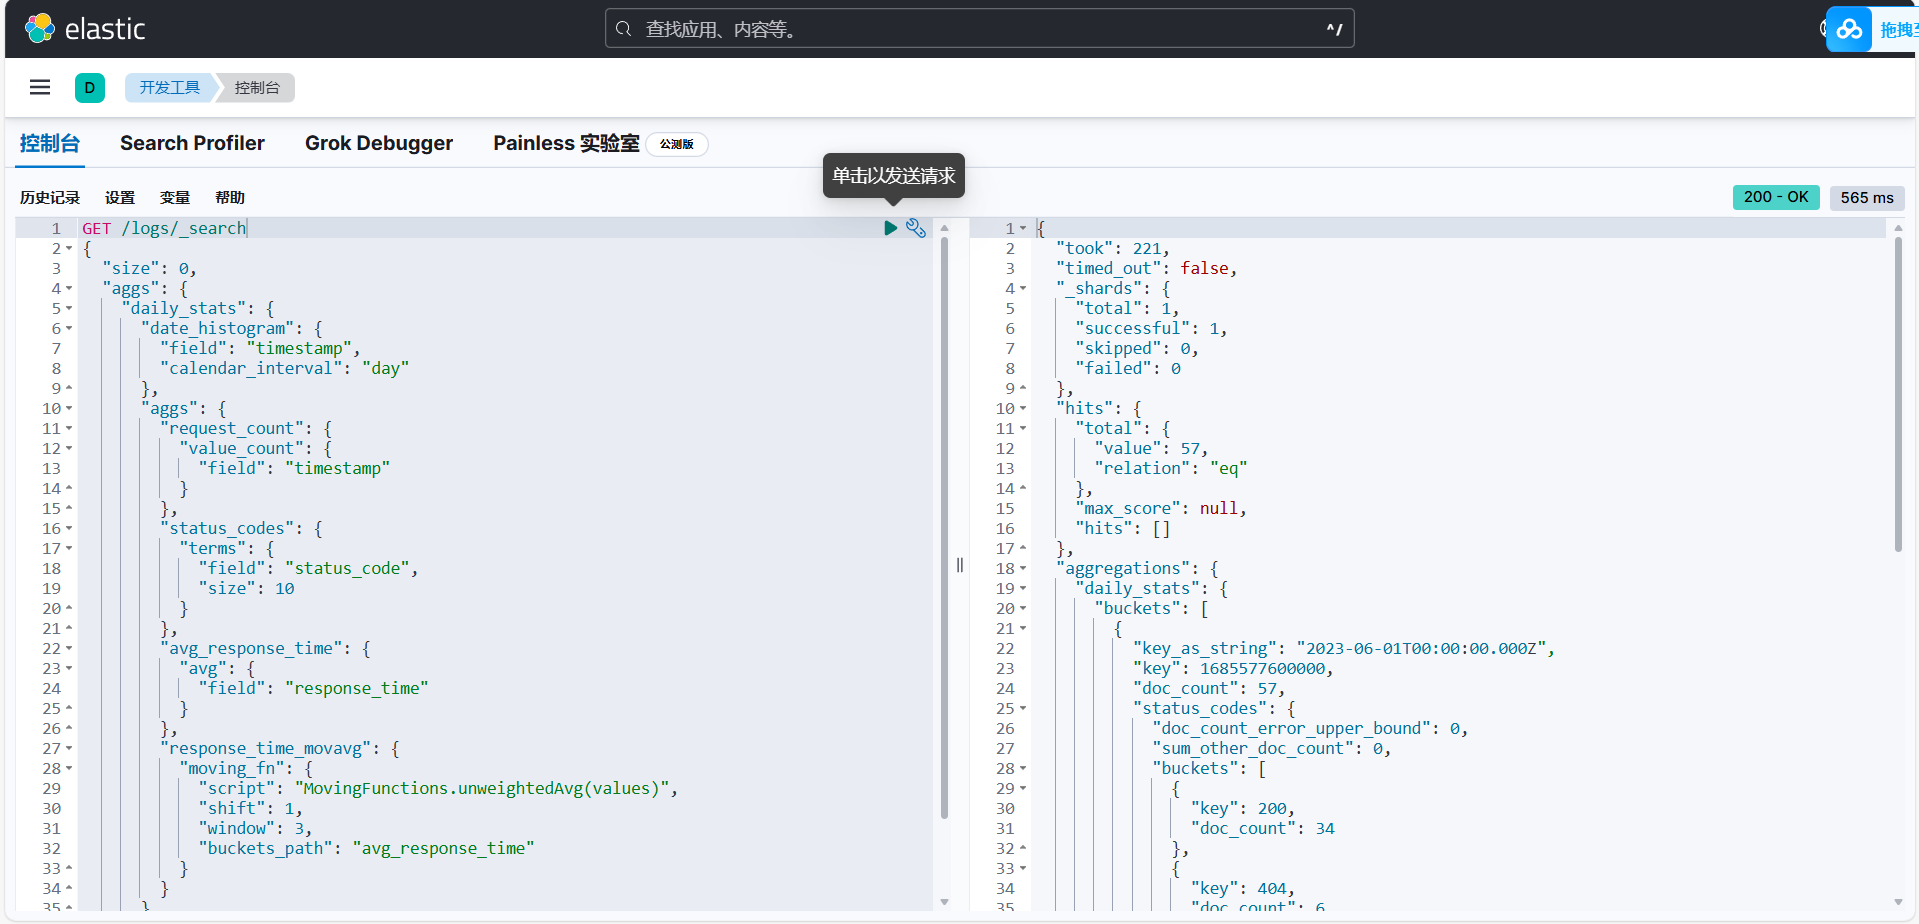 elastic
查找应用、内容等。
^/
拖拽至
D
开发工具
控制台
控制台
Search Profiler
Grok Debugger
Painless 实验室
公测版
单击以发送请求
历史记录
设置
变量
帮助
200 - OK
565 ms
1 GET /logs/_search
2 {
3 "size": 0,
4 "aggs": {
5 "daily_stats": {
6 "date_histogram": {
7 "field": "timestamp",
8 "calendar_interval": "day"
9 },
10 "aggs": {
11 "request_count": {
12 "value_count": {
13 "field": "timestamp"
14 }
15 },
16 "status_codes": {
17 "terms": {
18 "field": "status_code",
19 "size": 10
20 }
21 },
22 "avg_response_time": {
23 "avg": {
24 "field": "response_time"
25 }
26 },
27 "response_time_movavg": {
28 "moving_fn": {
29 "script": "MovingFunctions.unweightedAvg(values)",
30 "shift": 1,
31 "window": 3,
32 "buckets_path": "avg_response_time"
33 }
34 }
35 }
1 {
2 "took": 221,
3 "timed_out": false,
4 "_shards": {
5 "total": 1,
6 "successful": 1,
7 "skipped": 0,
8 "failed": 0
9 },
10 "hits": {
11 "total": {
12 "value": 57,
13 "relation": "eq"
14 },
15 "max_score": null,
16 "hits": []
17 },
18 "aggregations": {
19 "daily_stats": {
20 "buckets": [
21 {
22 "key_as_string": "2023-06-01T00:00:00.000Z",
23 "key": 1685577600000,
24 "doc_count": 57,
25 "status_codes": {
26 "doc_count_error_upper_bound": 0,
27 "sum_other_doc_count": 0,
28 "buckets": [
29 {
30 "key": 200,
31 "doc_count": 34
32 },
33 {
34 "key": 404,
35 "doc_count": 6